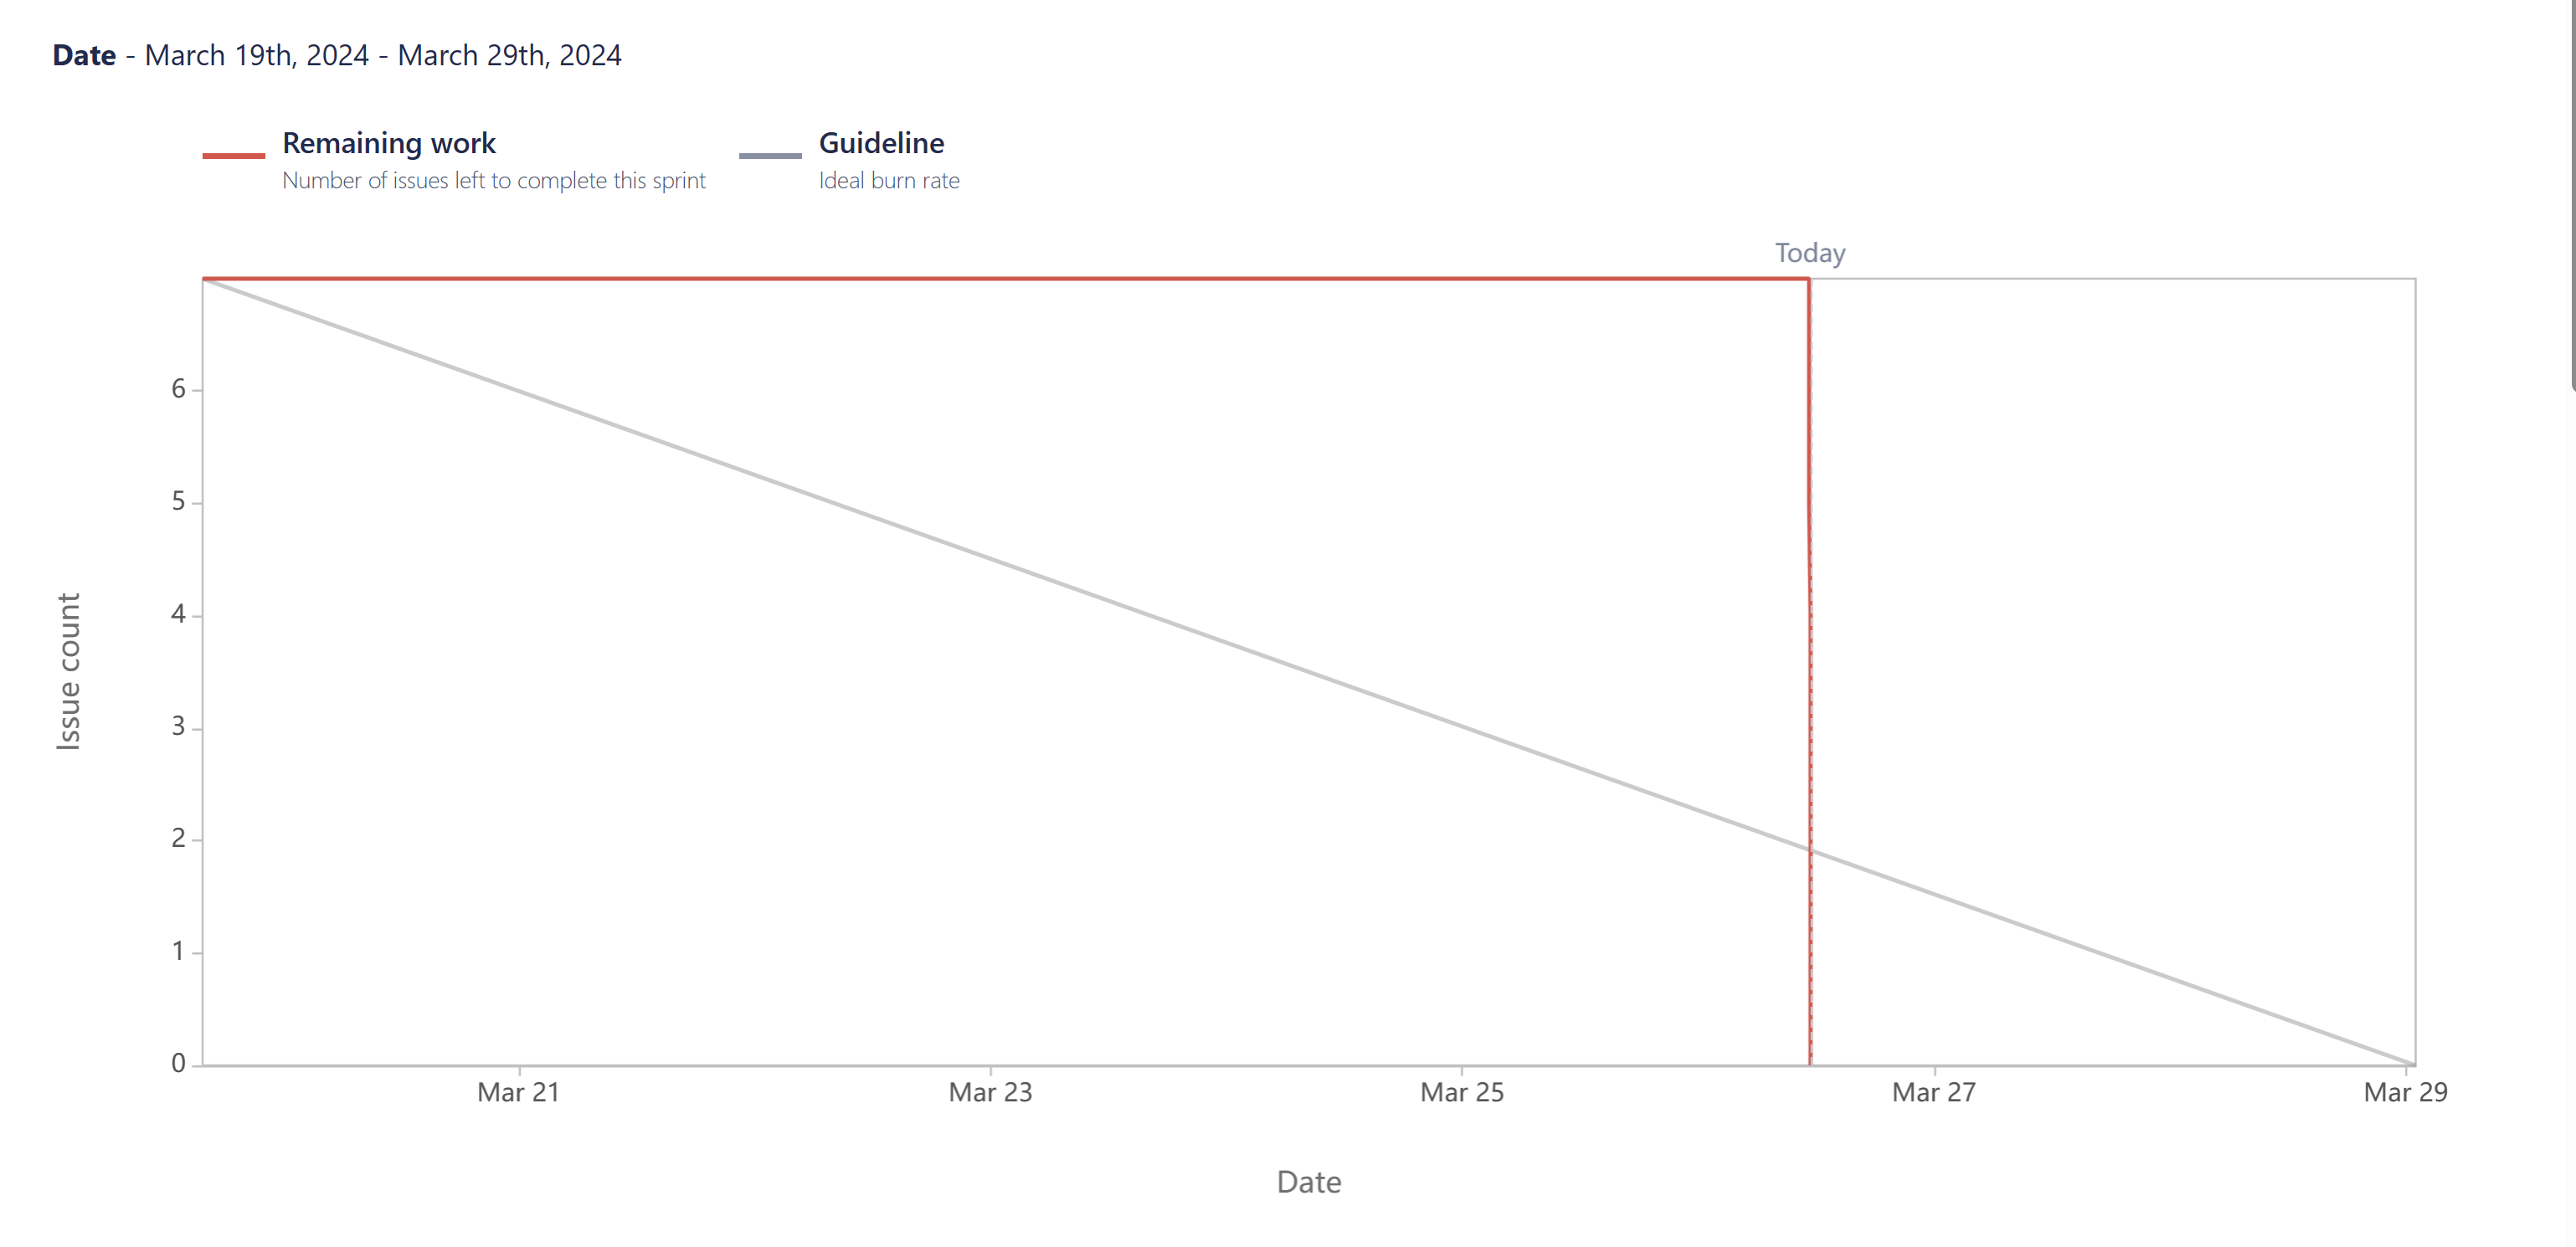 Date - March 19th, 2024 - March 29th, 2024
Remaining work
Number of issues left to complete this sprint
Guideline
Ideal burn rate
Today
6
5
4
3
2
1
0
Issue count
Mar 21
Mar 23
Mar 25
Mar 27
Mar 29
Date